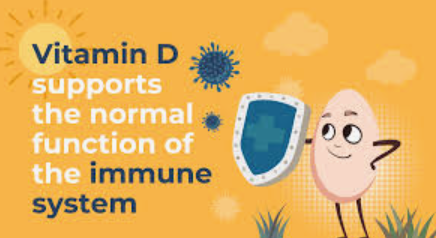 Vitamin D
supports
the normal
function of
the immune
system